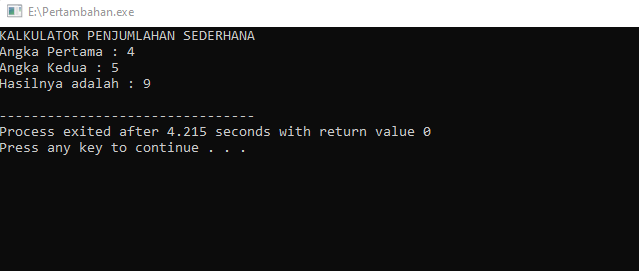 E:\Pertambahan.exe
KALKULATOR PENJUMLAHAN SEDERHANA
Angka Pertama : 4
Angka Kedua : 5
Hasilnya adalah : 9
--------------------------------
Process exited after 4.215 seconds with return value 0
Press any key to continue . . .